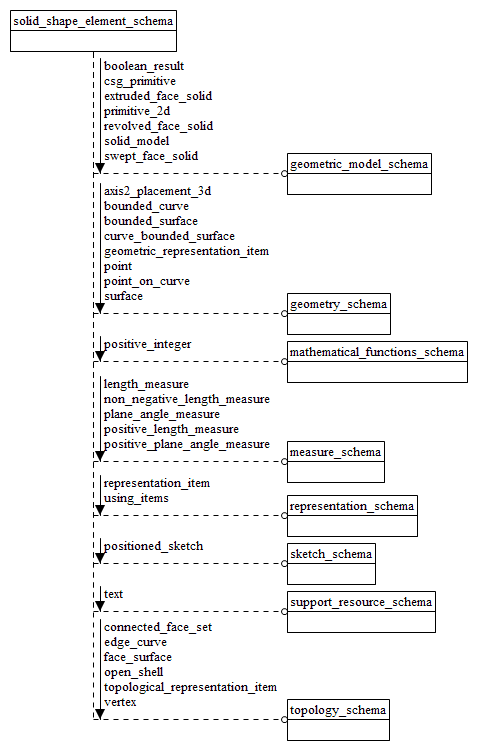 solid_shape_element_schema
boolean_result
csg_primitive
extruded_face_solid
primitive_2d
revolved_face_solid
solid_model
swept_face_solid
geometric_model_schema
axis2_placement_3d
bounded_curve
bounded_surface
curve_bounded_surface
geometric_representation_item
point
point_on_curve
surface
geometry_schema
positive_integer
mathematical_functions_schema
length_measure
non_negative_length_measure
plane_angle_measure
positive_length_measure
positive_plane_angle_measure
measure_schema
representation_item
using_items
representation_schema
positioned_sketch
sketch_schema
text
support_resource_schema
connected_face_set
edge_curve
face_surface
open_shell
topological_representation_item
vertex
topology_schema